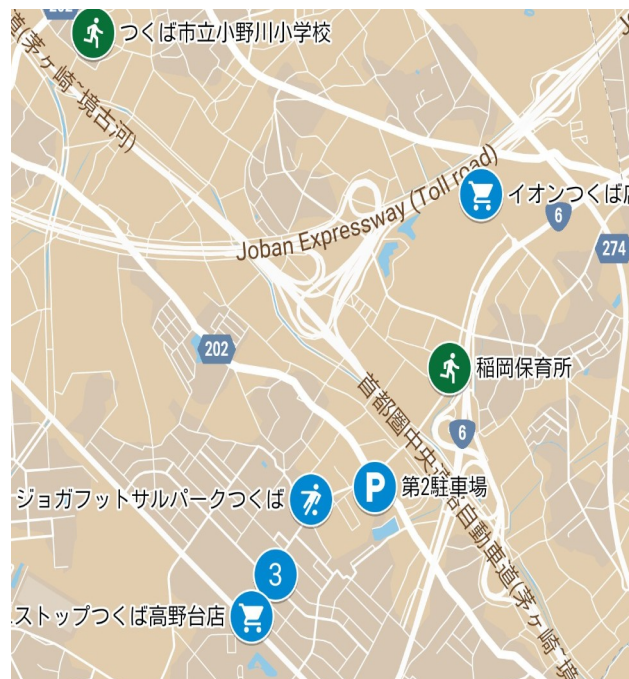 つくば市立小野川小学校
道(茅ヶ崎~境古河)
Joban Expressway (Toll road)
イオンつくば店
6
274
202
稲岡保育所
6
首都圏中央連絡自動車道(茅ヶ崎~境
P
第2駐車場
ジョガフットサルパークつくば
3
ニストップつくば高野台店